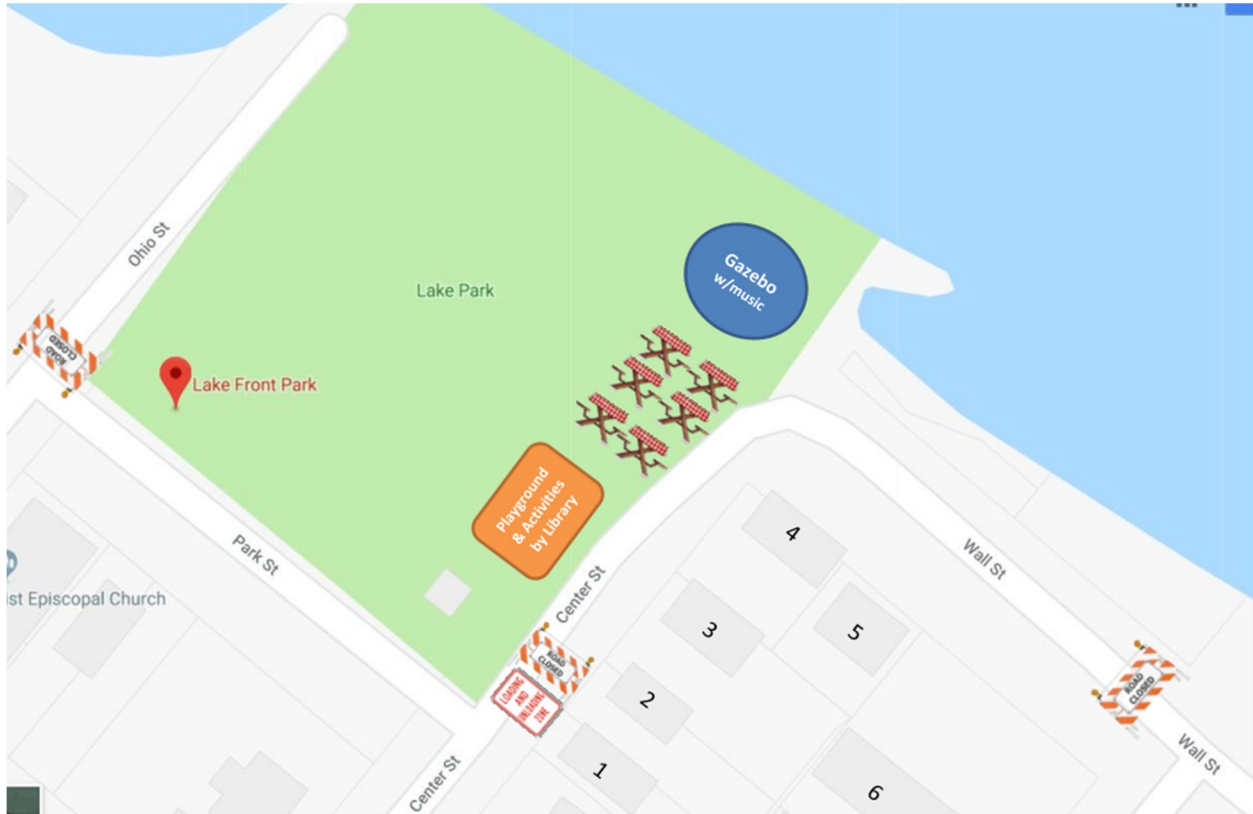 Ohio St
Gazebo
w/music
Lake Park
ROAD
CLOSED
Lake Front Park
Playground
& Activities
by Library
Park St
4
Wall St
ist Episcopal Church
Center St
3
5
ROAD
CLOSED
LOADING
AND
UNLOADING
ZONE
2
ROAD
CLOSED
Center St
1
6
Wall St